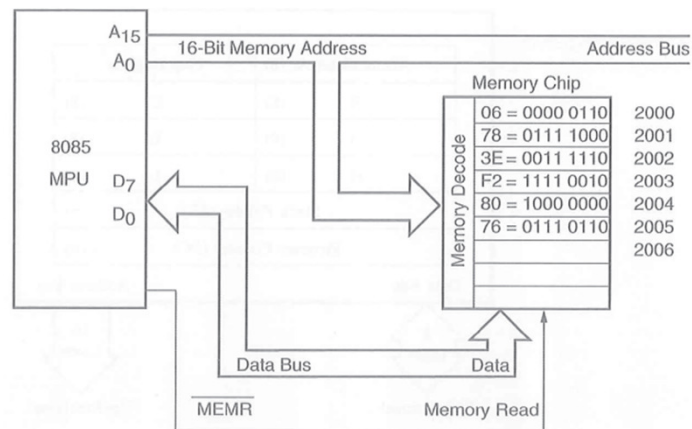 A15
16-Bit Memory Address
Address Bus
A0
Memory Chip
8085
MPU
D7
D0
Memory Decode
06 = 0000 0110 2000
78 = 0111 1000 2001
3E = 0011 1110 2002
F2 = 1111 0010 2003
80 = 1000 0000 2004
76 = 0111 0110 2005
2006
Data Bus
Data
MEMR
Memory Read